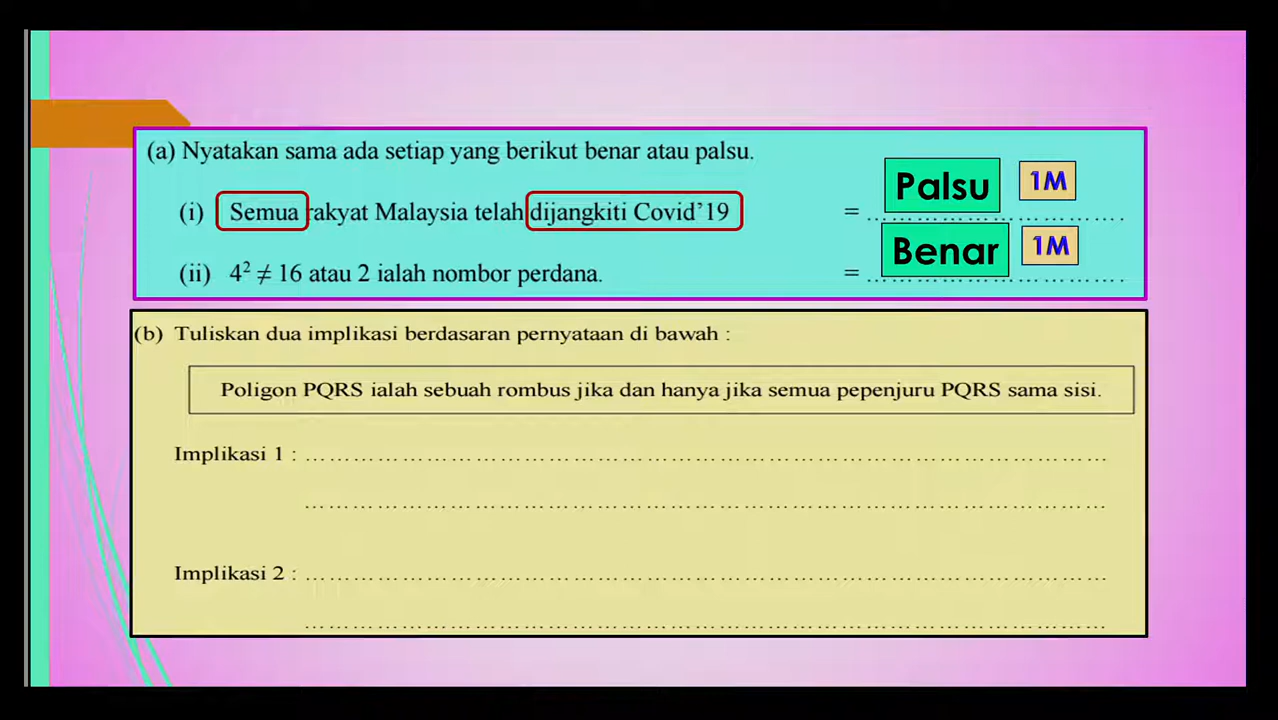 (a) Nyatakan sama ada setiap yang berikut benar atau palsu.
(i) Semua rakyat Malaysia telah dijangkiti Covid’19 = ............................ Palsu 1M
(ii) 4² ≠ 16 atau 2 ialah nombor perdana. = ............................ Benar 1M
(b) Tuliskan dua implikasi berdasaran pernyataan di bawah :
Poligon PQRS ialah sebuah rombus jika dan hanya jika semua pepenjuru PQRS sama sisi.
Implikasi 1 : ……………………………………………………………………………
……………………………………………………………………………
Implikasi 2 : ……………………………………………………………………………
……………………………………………………………………………